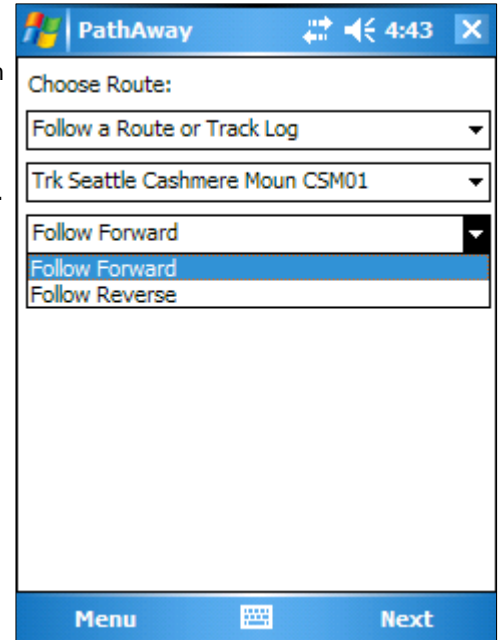 PathAway 4:43
Choose Route:
Follow a Route or Track Log
Trk Seattle Cashmere Moun CSM01
Follow Forward
Follow Forward
Follow Reverse
Menu Next